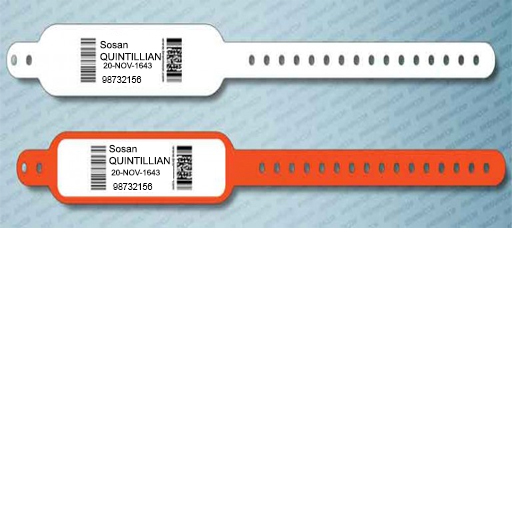 Sosan
QUINTILLIAN
20-NOV-1643
98732156
Sosan
QUINTILLIAN
20-NOV-1643
98732156